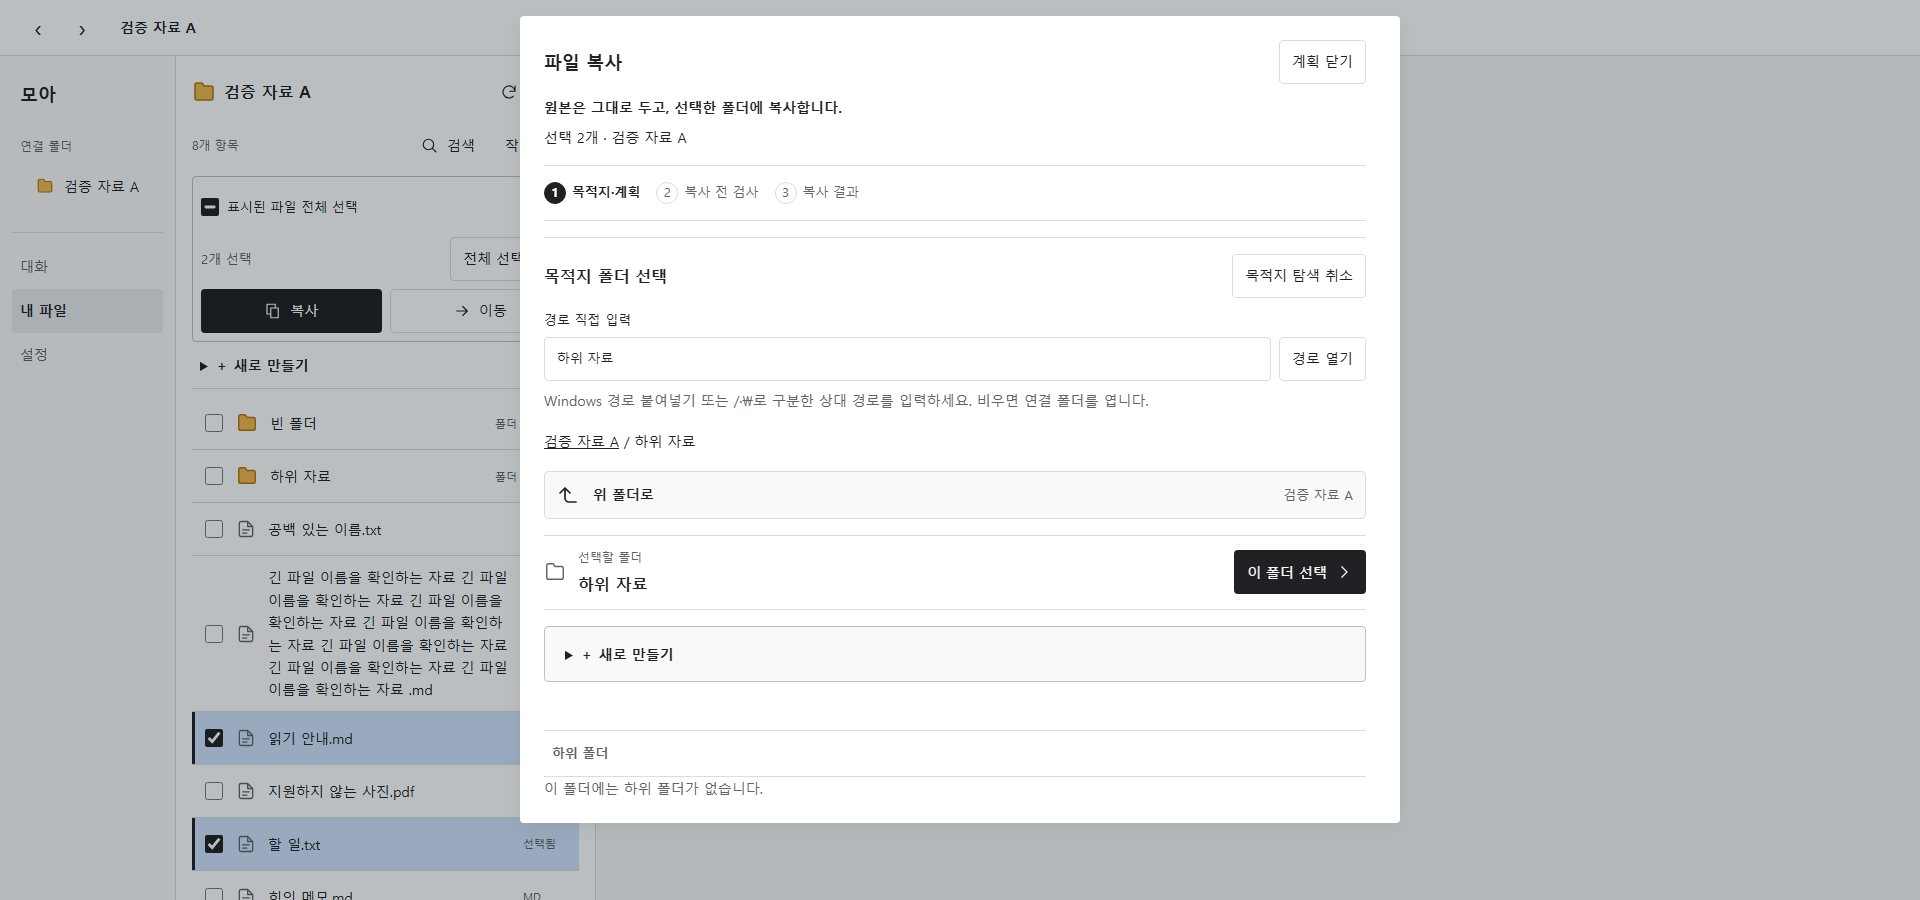 검증 자료 A
모아
연결 폴더
검증 자료 A
대화
내 파일
설정
검증 자료 A
8개 항목
검색
작
표시된 파일 전체 선택
2개 선택
전체 선택
복사
이동
+ 새로 만들기
빈 폴더
폴더
하위 자료
폴더
공백 있는 이름.txt
긴 파일 이름을 확인하는 자료 긴 파일
이름을 확인하는 자료 긴 파일 이름을
확인하는 자료 긴 파일 이름을 확인하
는 자료 긴 파일 이름을 확인하는 자료
긴 파일 이름을 확인하는 자료 긴 파일
이름을 확인하는 자료 .md
읽기 안내.md
지원하지 않는 사진.pdf
할 일.txt
선택됨
MD
파일 복사
계획 닫기
원본은 그대로 두고, 선택한 폴더에 복사합니다.
선택 2개 · 검증 자료 A
1 목적지·계획
2 복사 전 검사
3 복사 결과
목적지 폴더 선택
목적지 탐색 취소
경로 직접 입력
하위 자료
경로 열기
Windows 경로 붙여넣기 또는 /·₩로 구분한 상대 경로를 입력하세요. 비우면 연결 폴더를 엽니다.
검증 자료 A / 하위 자료
위 폴더로
검증 자료 A
선택할 폴더
하위 자료
이 폴더 선택
+ 새로 만들기
하위 폴더
이 폴더에는 하위 폴더가 없습니다.